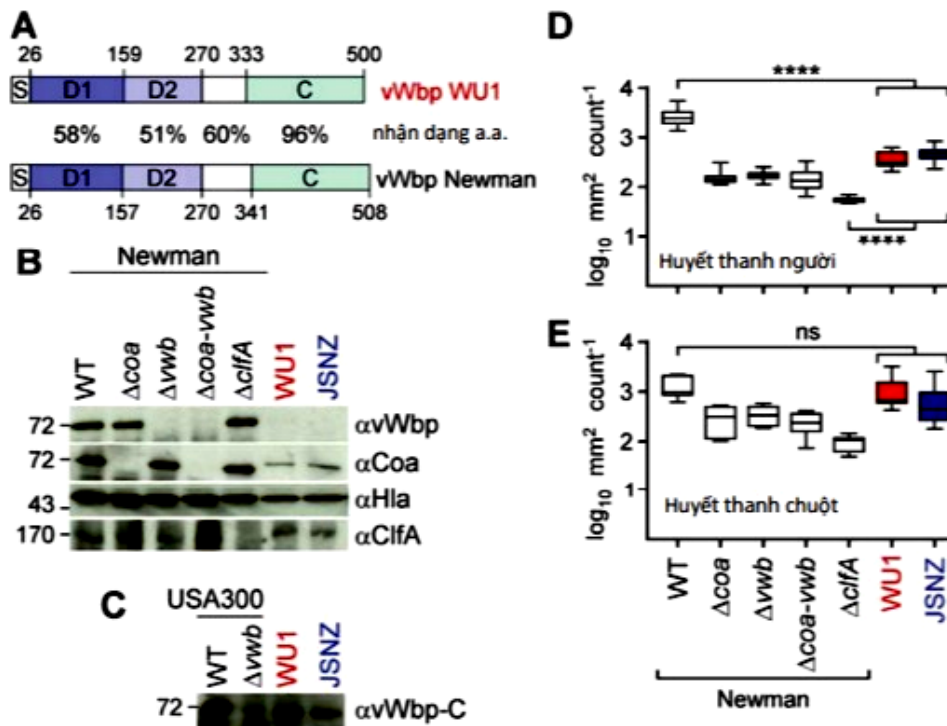 A
26 159 270 333 500
S D1 D2 C vWbp WU1
58% 51% 60% 96% nhận dạng a.a.
S D1 D2 C vWbp Newman
26 157 270 341 508
B
Newman
WT Δcoa Δvwb Δcoa-vwb ΔclfA WU1 JSNZ
72 αvWbp
72 αCoa
43 αHla
170 αClfA
C
USA300
WT Δvwb WU1 JSNZ
72 αvWbp-C
D
****
log₁₀ mm² count⁻¹
4
3
2
1
****
Huyết thanh người
E
ns
log₁₀ mm² count⁻¹
4
3
2
1
Huyết thanh chuột
WT Δcoa Δvwb Δcoa-vwb ΔclfA WU1 JSNZ
Newman